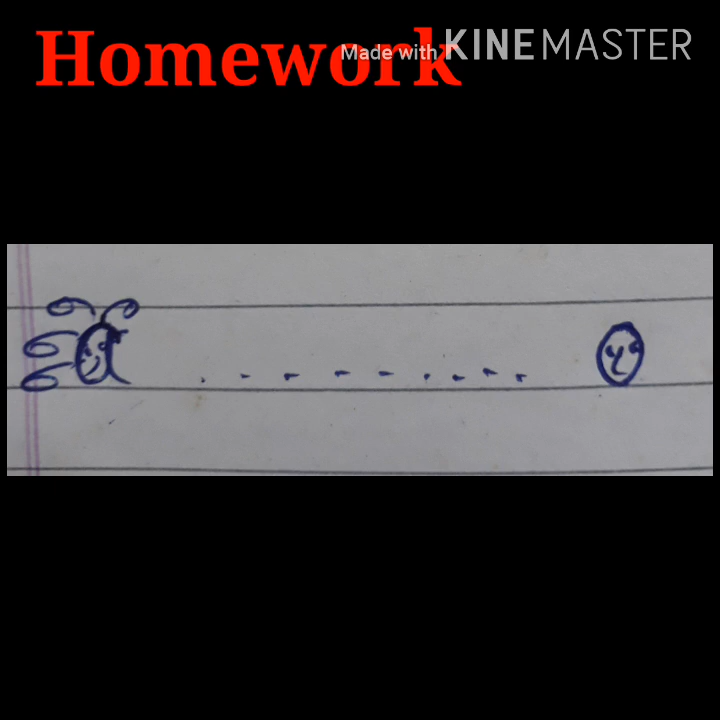 Homework
Made with KINEMASTER
a . . . . . . . . . . o